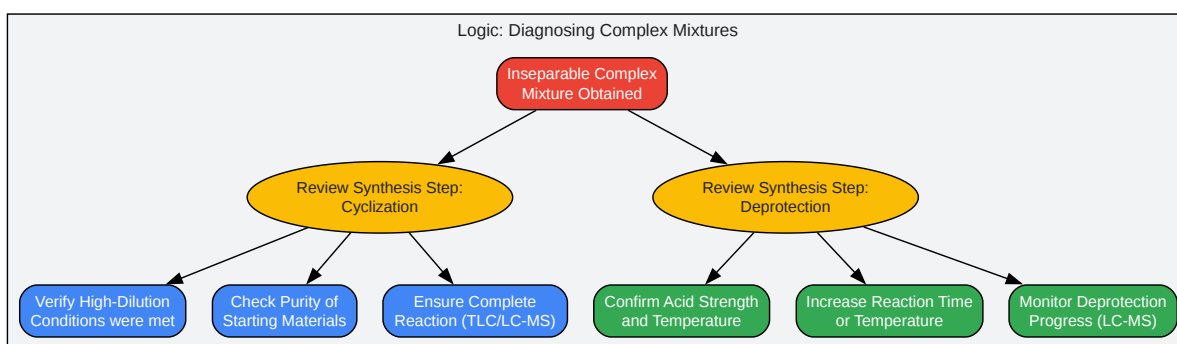 Logic: Diagnosing Complex Mixtures
Inseparable Complex
Mixture Obtained
Review Synthesis Step:
Cyclization
Review Synthesis Step:
Deprotection
Verify High-Dilution
Conditions were met
Check Purity of
Starting Materials
Ensure Complete
Reaction (TLC/LC-MS)
Confirm Acid Strength
and Temperature
Increase Reaction Time
or Temperature
Monitor Deprotection
Progress (LC-MS)